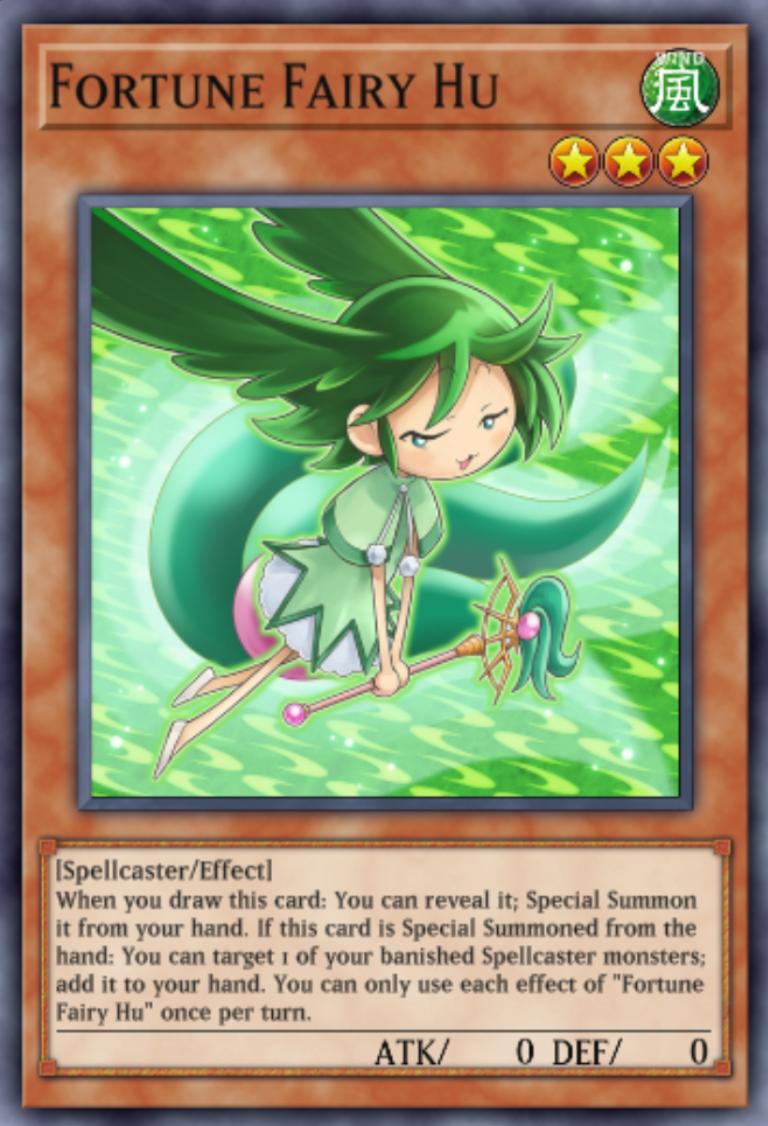 Fortune Fairy Hu
WIND
風
[Spellcaster/Effect]
When you draw this card: You can reveal it; Special Summon
it from your hand. If this card is Special Summoned from the
hand: You can target 1 of your banished Spellcaster monsters;
add it to your hand. You can only use each effect of "Fortune
Fairy Hu" once per turn.
ATK/ 0 DEF/ 0